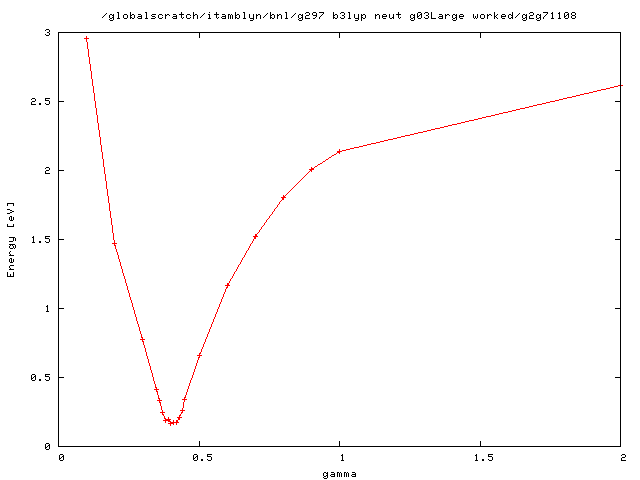 /globalscratch/itamblyn/bnl/g297 b3lyp neut g03Large worked/g2g71108
3
2.5
2
1.5
1
0.5
0
Energy [eV]
0 0.5 1 1.5 2
gamma